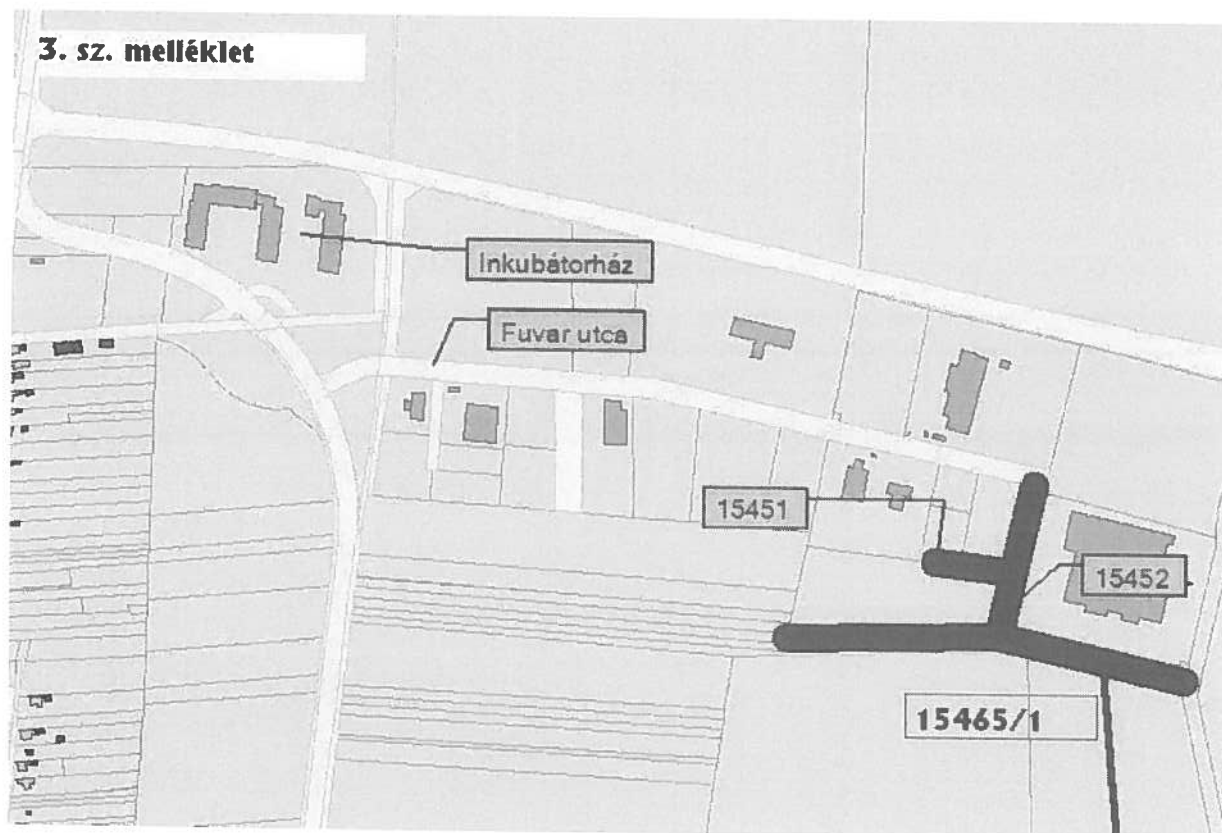 3. sz. melléklet
Inkubátorház
Fuvar utca
15451
15452
15465/1